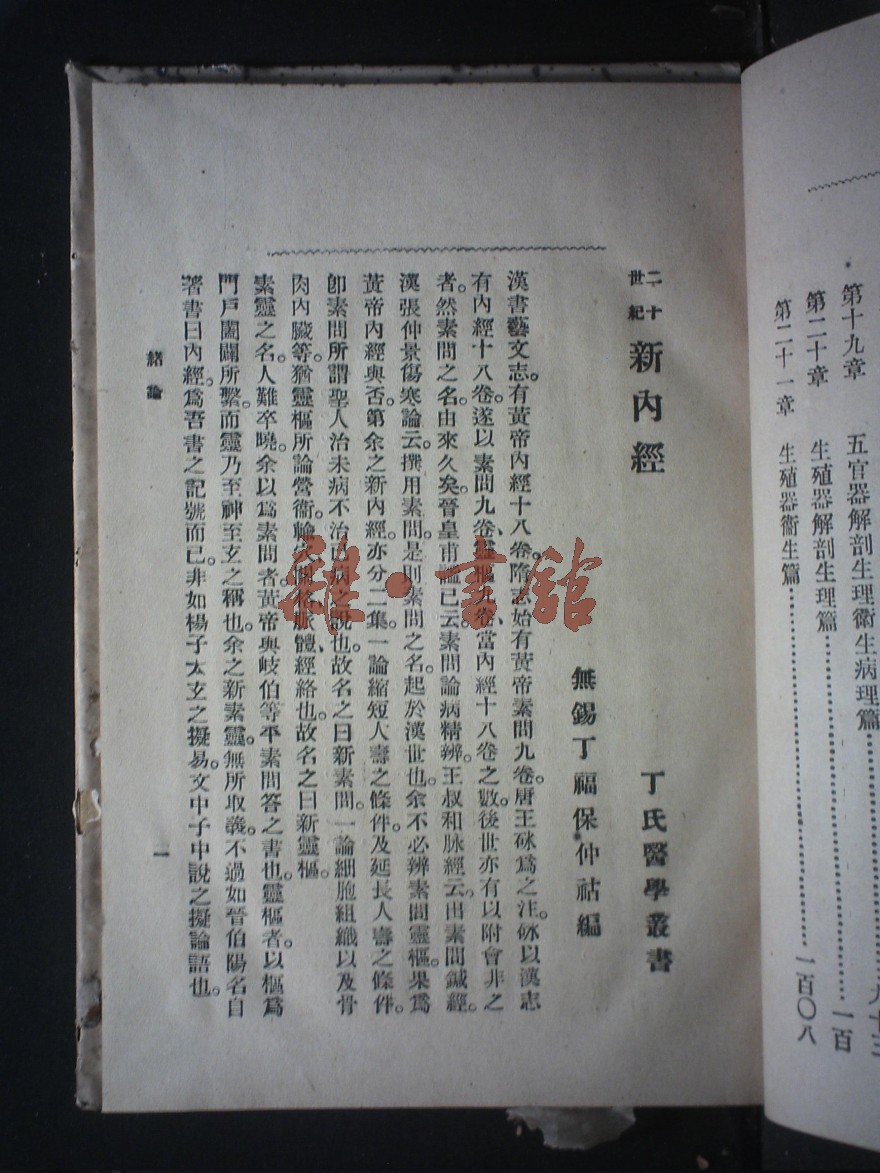 第十九章 五官器解剖生理衛生病理篇
第二十章 生殖器解剖生理篇 一百
第二十一章 生殖器衛生篇 一百〇八
二十世紀 新內經 丁氏醫學叢書
無錫丁福保仲祜編
漢書藝文志。有黃帝內經十八卷。隋志始有黃帝素問九卷。唐王砅爲之注。砅以漢志
有內經十八卷。遂以素問九卷、靈樞九卷、當內經十八卷之數。後世亦有以附會非之
者。然素問之名。由來久矣。晉皇甫謐已云素問論病精辨。王叔和脉經云。出素問鍼經。
漢張仲景傷寒論云。撰用素問。是則素問之名。起於漢世也。余不必辨素問靈樞果爲
黃帝內經與否。第余之新內經。亦分二集。一論縮短人壽之條件。及延長人壽之條件。
卽素問所謂聖人治未病不治已病之說也。故名之曰新素問。一論細胞組織以及骨
肉內臟等。猶靈樞所論營衞、輸穴、關格、脈體、經絡也。故名之曰新靈樞。
素靈之名。人難卒曉。余以爲素問者。黃帝與岐伯等平素問答之書也。靈樞者。以樞爲
門戶闔闢所繫。而靈乃至神至玄之稱也。余之新素靈。無所取義。不過如晉伯陽名自
著書曰內經。爲吾書之記號而已。非如楊子太玄之擬易。文中子中說之擬論語也。
緒論
一
雜·書館